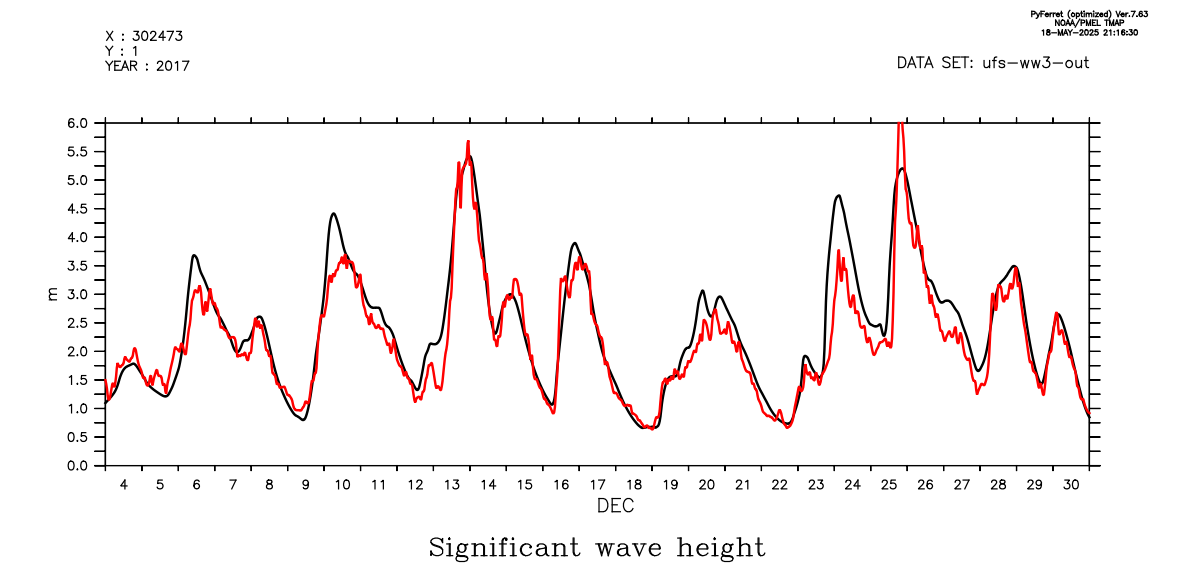 PyFerret (optimized) Ver.7.63
NOAA/PMEL TMAP
18-MAY-2025 21:16:30
X : 302473
Y : 1
YEAR : 2017
DATA SET: ufs-ww3-out
6.0
5.5
5.0
4.5
4.0
3.5
3.0
2.5
2.0
1.5
1.0
0.5
0.0
m
4 5 6 7 8 9 10 11 12 13 14 15 16 17 18 19 20 21 22 23 24 25 26 27 28 29 30
DEC
Significant wave height